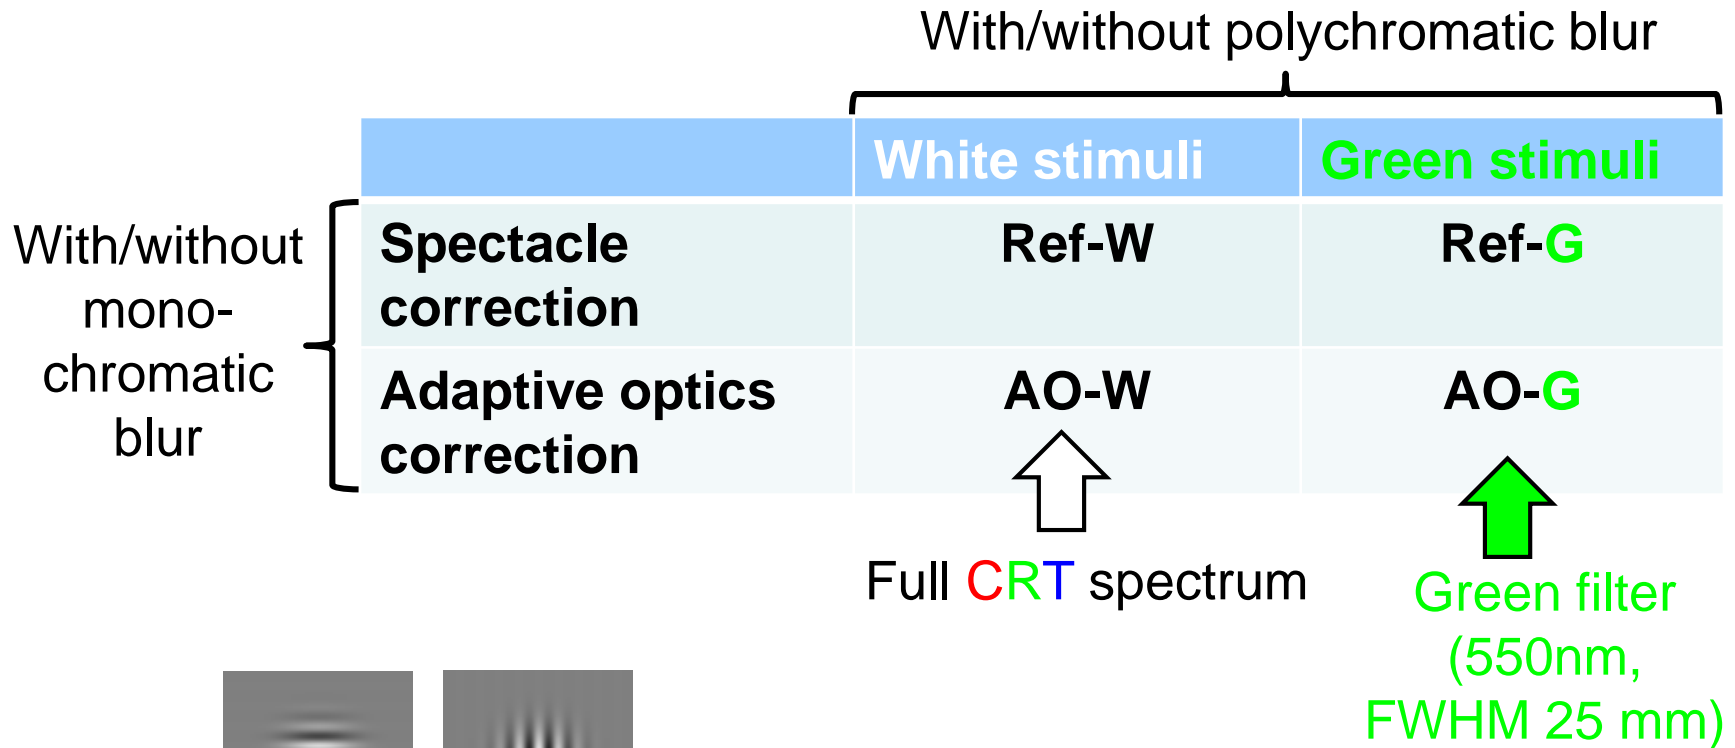 With/without polychromatic blur
White stimuli
Green stimuli
With/without
mono-
chromatic
blur
Spectacle
correction
Ref-W
Ref-G
Adaptive optics
correction
AO-W
AO-G
Full CRT spectrum
Green filter
(550nm,
FWHM 25 mm)